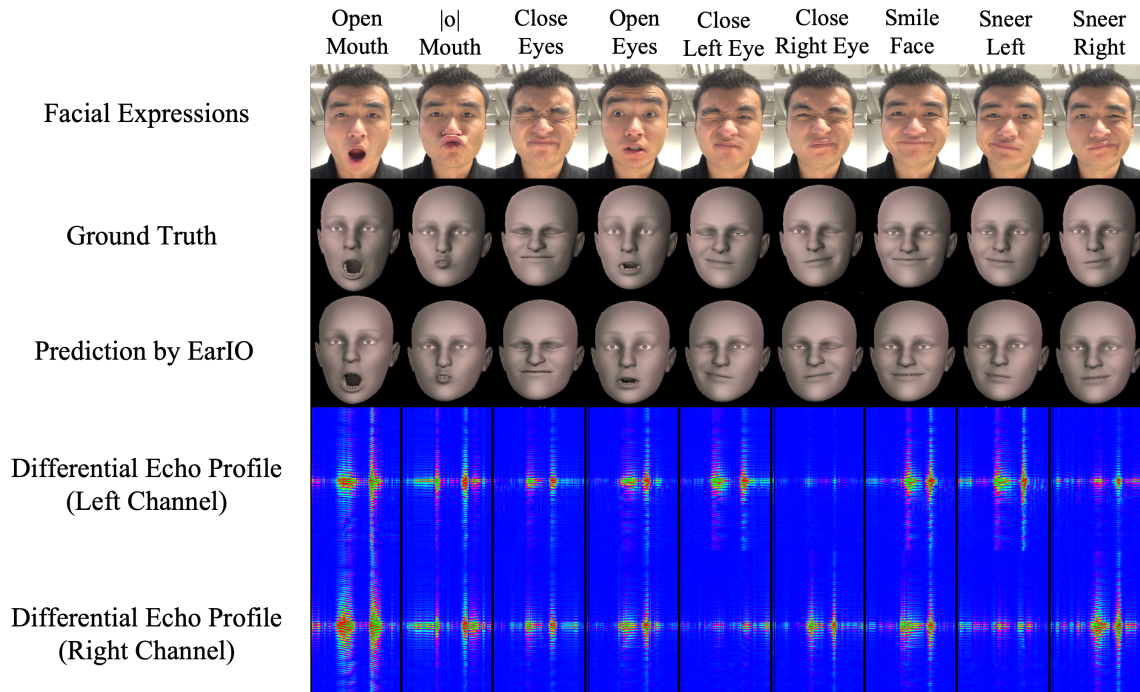 Open Mouth
|o| Mouth
Close Eyes
Open Eyes
Close Left Eye
Close Right Eye
Smile Face
Sneer Left
Sneer Right
Facial Expressions
Ground Truth
Prediction by EarIO
Differential Echo Profile
(Left Channel)
Differential Echo Profile
(Right Channel)